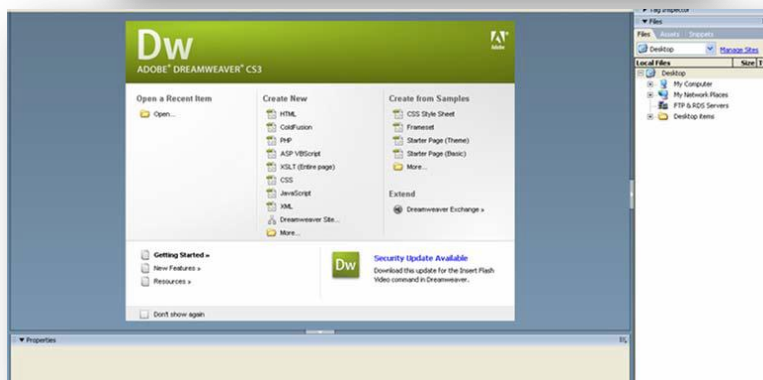 Tag Inspector
Files
Files Assets Snippets
Desktop Manage Sites
Local Files Size T
Desktop
My Computer
My Network Places
FTP & RDS Servers
Desktop items
Dw
Adobe
ADOBE® DREAMWEAVER® CS3
Open a Recent Item
Open...
Create New
HTML
ColdFusion
PHP
ASP VBScript
XSLT (Entire page)
CSS
JavaScript
XML
Dreamweaver Site...
More...
Create from Samples
CSS Style Sheet
Frameset
Starter Page (Theme)
Starter Page (Basic)
More...
Extend
Dreamweaver Exchange »
Getting Started »
New Features »
Resources »
Dw
Security Update Available
Download this update for the Insert Flash
Video command in Dreamweaver.
Don't show again
Properties